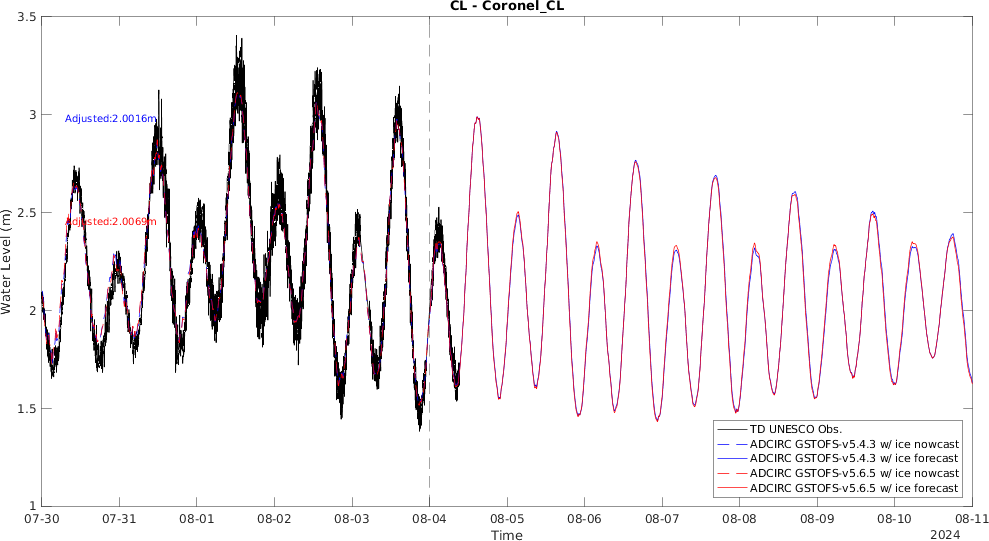 CL - Coronel_CL
3.5
3
2.5
2
1.5
1
Water Level (m)
Adjusted:2.0016m
Adjusted:2.0069m
TD UNESCO Obs.
ADCIRC GSTOFS-v5.4.3 w/ ice nowcast
ADCIRC GSTOFS-v5.4.3 w/ ice forecast
ADCIRC GSTOFS-v5.6.5 w/ ice nowcast
ADCIRC GSTOFS-v5.6.5 w/ ice forecast
07-30 07-31 08-01 08-02 08-03 08-04 08-05 08-06 08-07 08-08 08-09 08-10 08-11
Time
2024